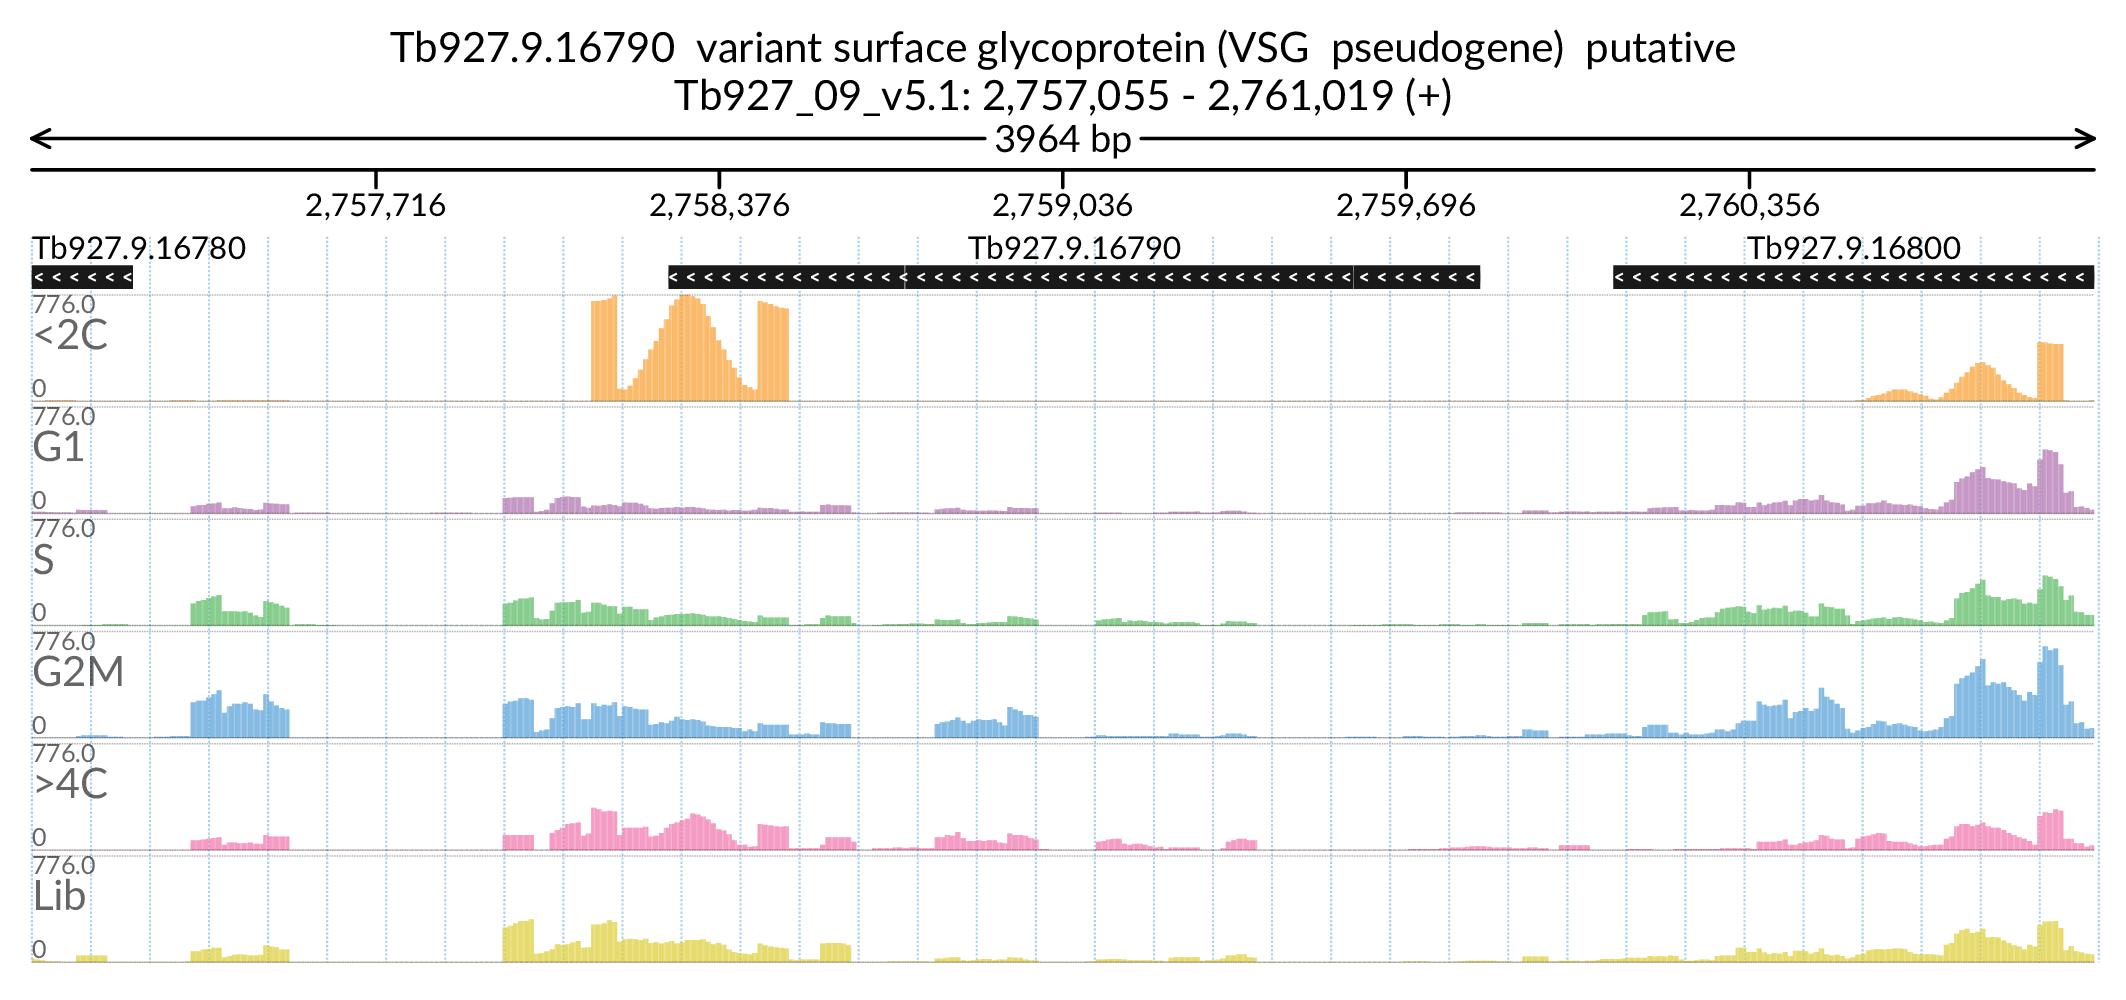 Tb927.9.16790 variant surface glycoprotein (VSG pseudogene) putative
Tb927_09_v5.1: 2,757,055 - 2,761,019 (+)
3964 bp
2,757,716 2,758,376 2,759,036 2,759,696 2,760,356
Tb927.9.16780 Tb927.9.16790 Tb927.9.16800
776.0
<2C
0
776.0
G1
0
776.0
S
0
776.0
G2M
0
776.0
>4C
0
776.0
Lib
0